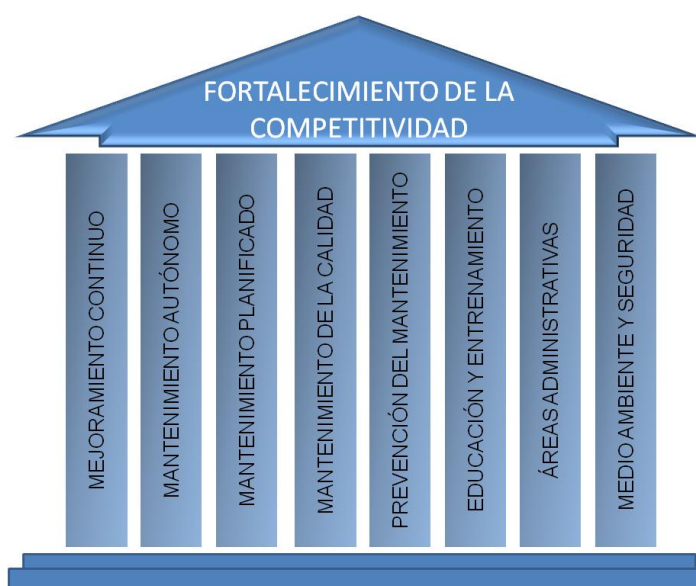 FORTALECIMIENTO DE LA
COMPETITIVIDAD
MEJORAMIENTO CONTINUO
MANTENIMIENTO AUTÓNOMO
MANTENIMIENTO PLANIFICADO
MANTENIMIENTO DE LA CALIDAD
PREVENCIÓN DEL MANTENIMIENTO
EDUCACIÓN Y ENTRENAMIENTO
ÁREAS ADMINISTRATIVAS
MEDIO AMBIENTE Y SEGURIDAD